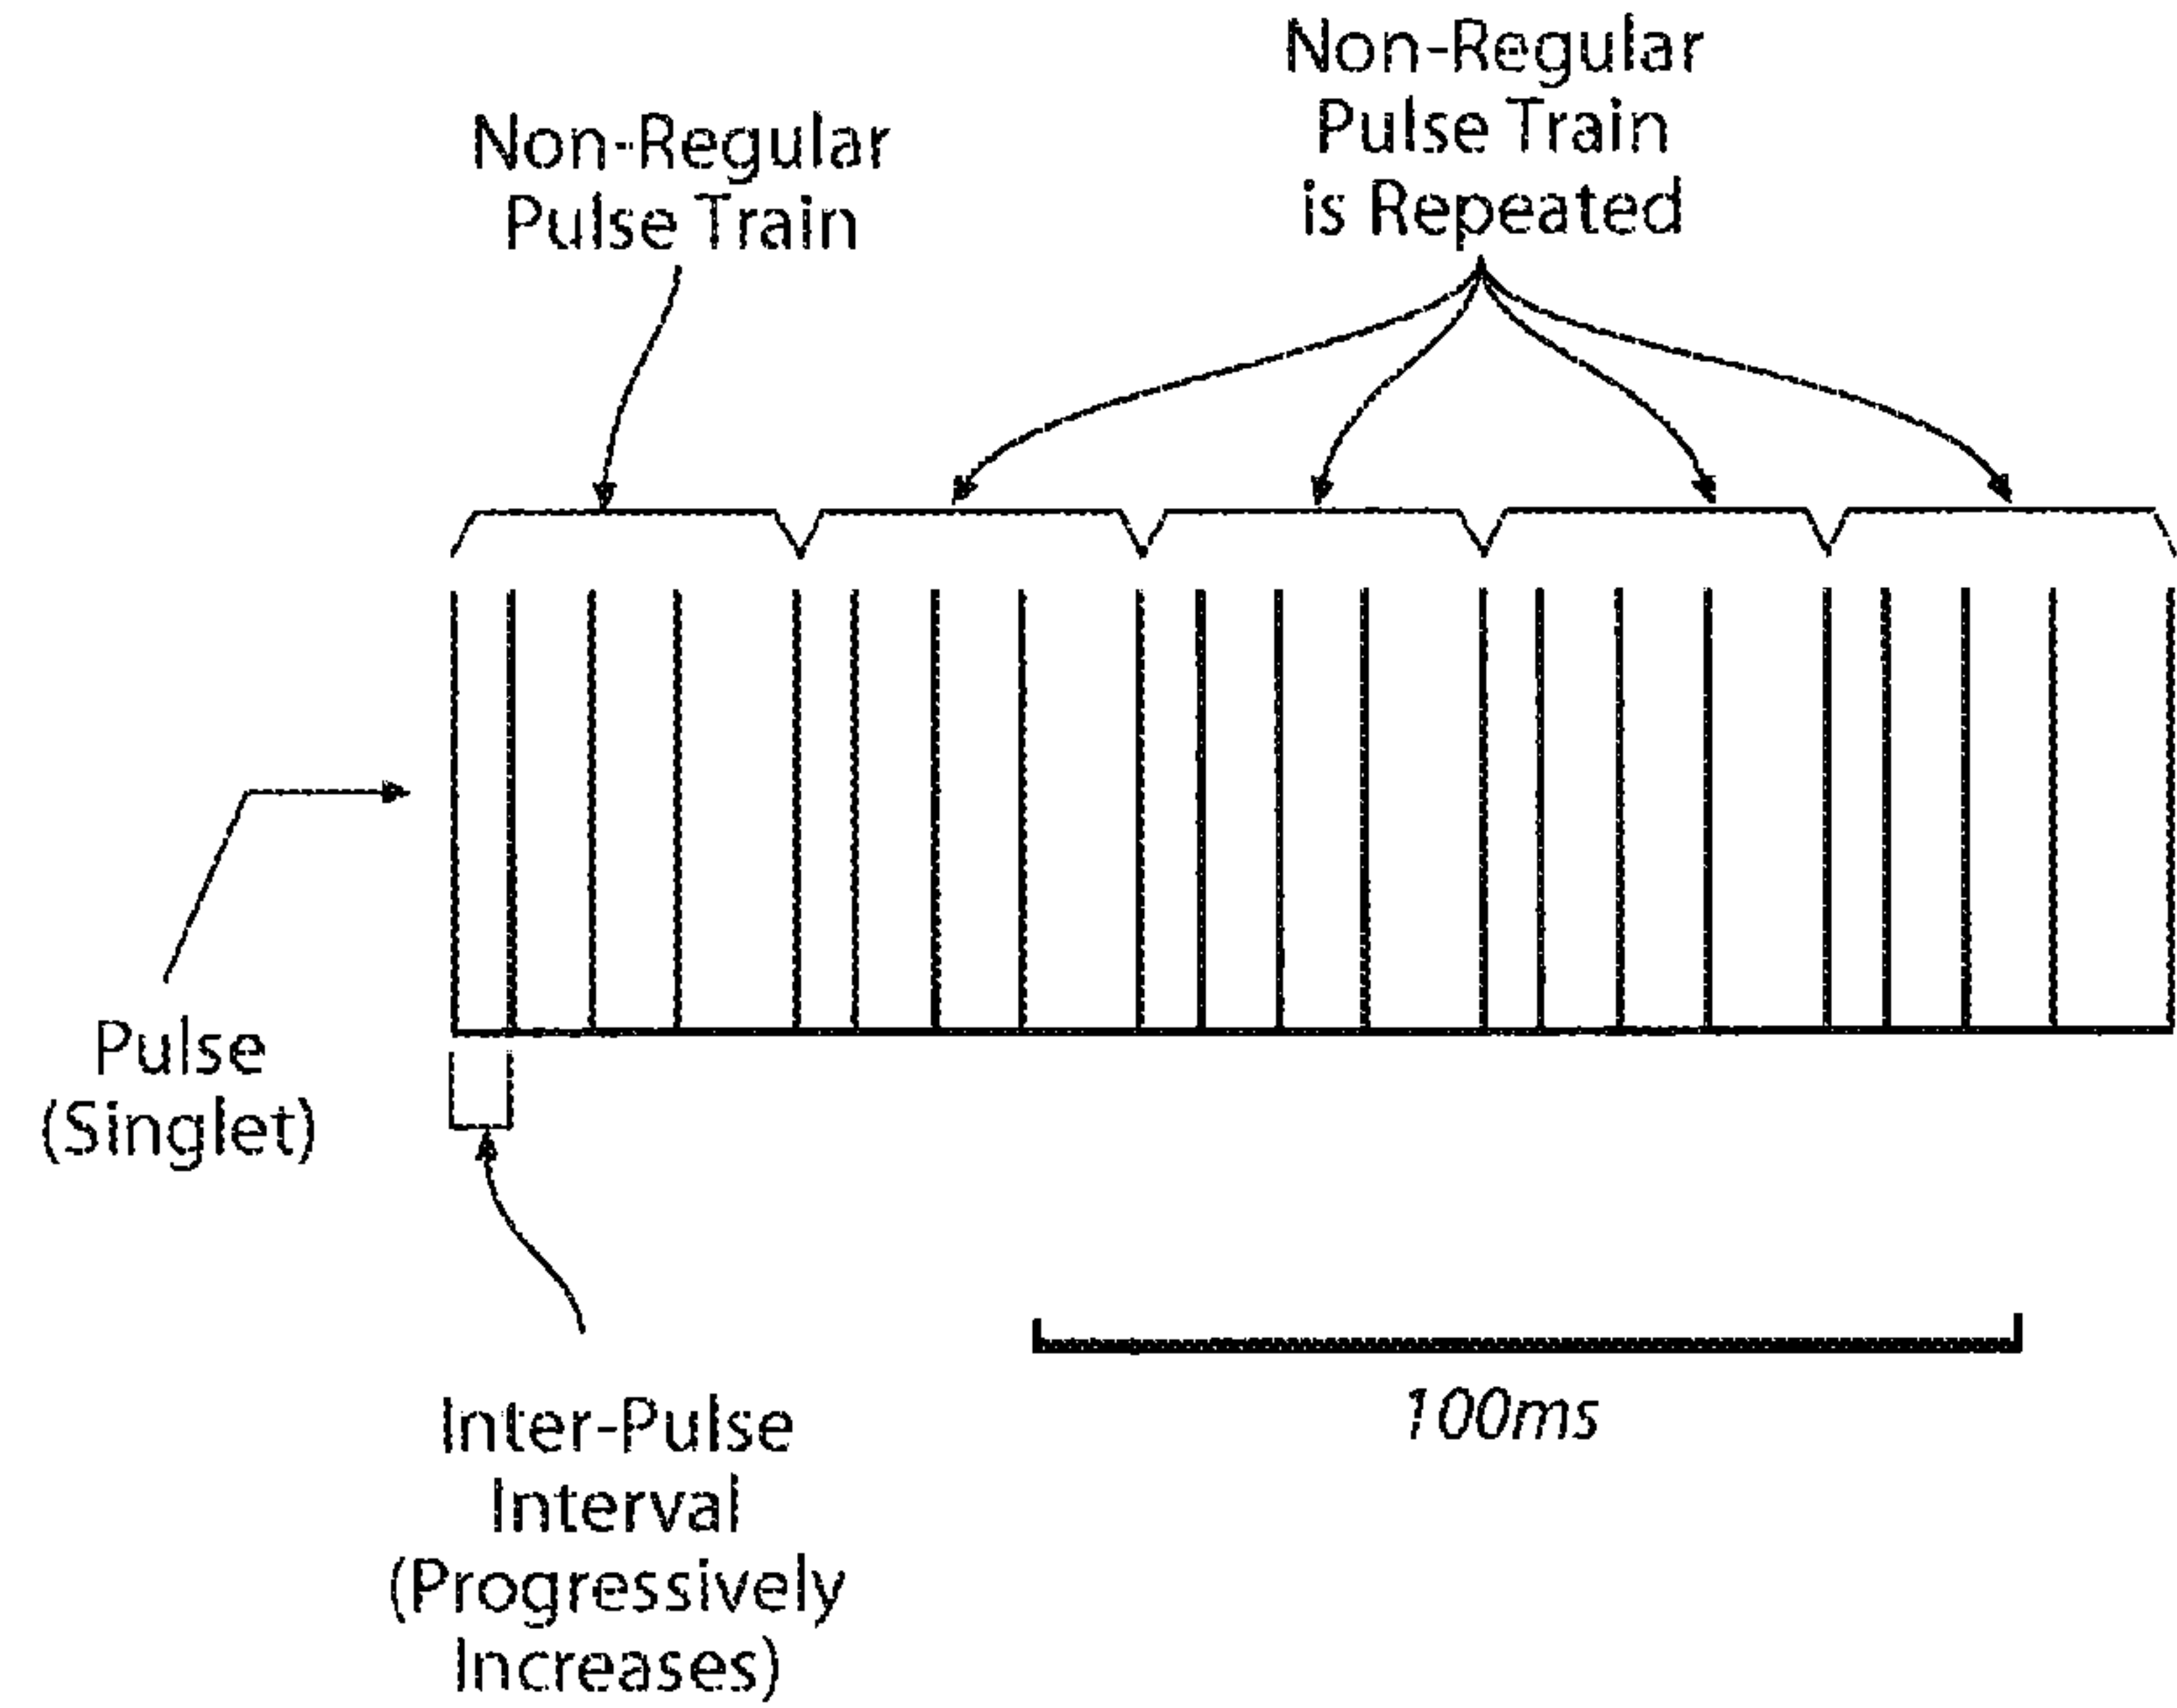 Non-Regular
Pulse Train
Non-Regular
Pulse Train
is Repeated
Pulse
(Singlet)
Inter-Pulse
Interval
(Progressively
Increases)
100ms